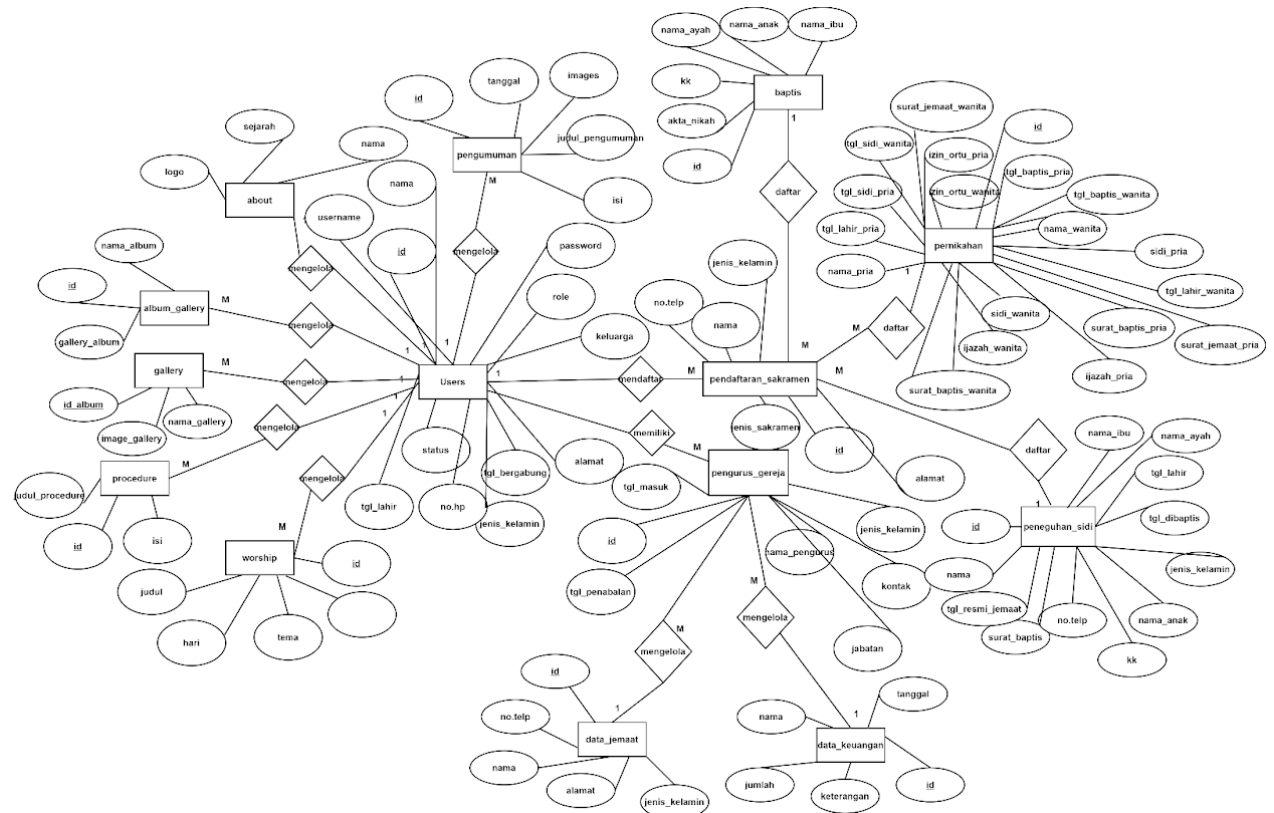 nama_ayah
nama_anak
nama_ibu
kk
baptis
akta_nikah
id
1
daftar
tanggal
images
id
judul_pengumuman
pengumuman
isi
M
mengelola
sejarah
nama
logo
about
mengelola
nama
username
id
password
role
keluarga
nama_album
id
album_gallery
gallery_album
M
mengelola
gallery
M
mengelola
id_album
image_gallery
nama_gallery
mengelola
procedure
M
judul_procedure
id
isi
mengelola
M
worship
id
judul
hari
tema
Users
1
1
1
1
1
1
1
1
1
status
tgl_lahir
no.hp
tgl_bergabung
jenis_kelamin
alamat
mendaftar
M
memiliki
M
surat_jemaat_wanita
id
tgl_sidi_wanita
izin_ortu_pria
tgl_baptis_pria
tgl_sidi_pria
izin_ortu_wanita
tgl_baptis_wanita
nama_wanita
tgl_lahir_pria
pernikahan
sidi_pria
nama_pria
1
tgl_lahir_wanita
sidi_wanita
surat_baptis_pria
surat_jemaat_pria
ijazah_wanita
ijazah_pria
surat_baptis_wanita
daftar
M
jenis_kelamin
no.telp
nama
M
pendaftaran_sakramen
M
jenis_sakramen
id
alamat
daftar
1
nama_ibu
nama_ayah
tgl_lahir
id
peneguhan_sidi
tgl_dibaptis
jenis_kelamin
nama
tgl_resmi_jemaat
surat_baptis
no.telp
nama_anak
kk
pengurus_gereja
tgl_masuk
id
tgl_penabalan
nama_pengurus
jenis_kelamin
kontak
jabatan
M
mengelola
1
M
mengelola
1
id
no.telp
data_jemaat
nama
alamat
jenis_kelamin
tanggal
nama
data_keuangan
jumlah
keterangan
id